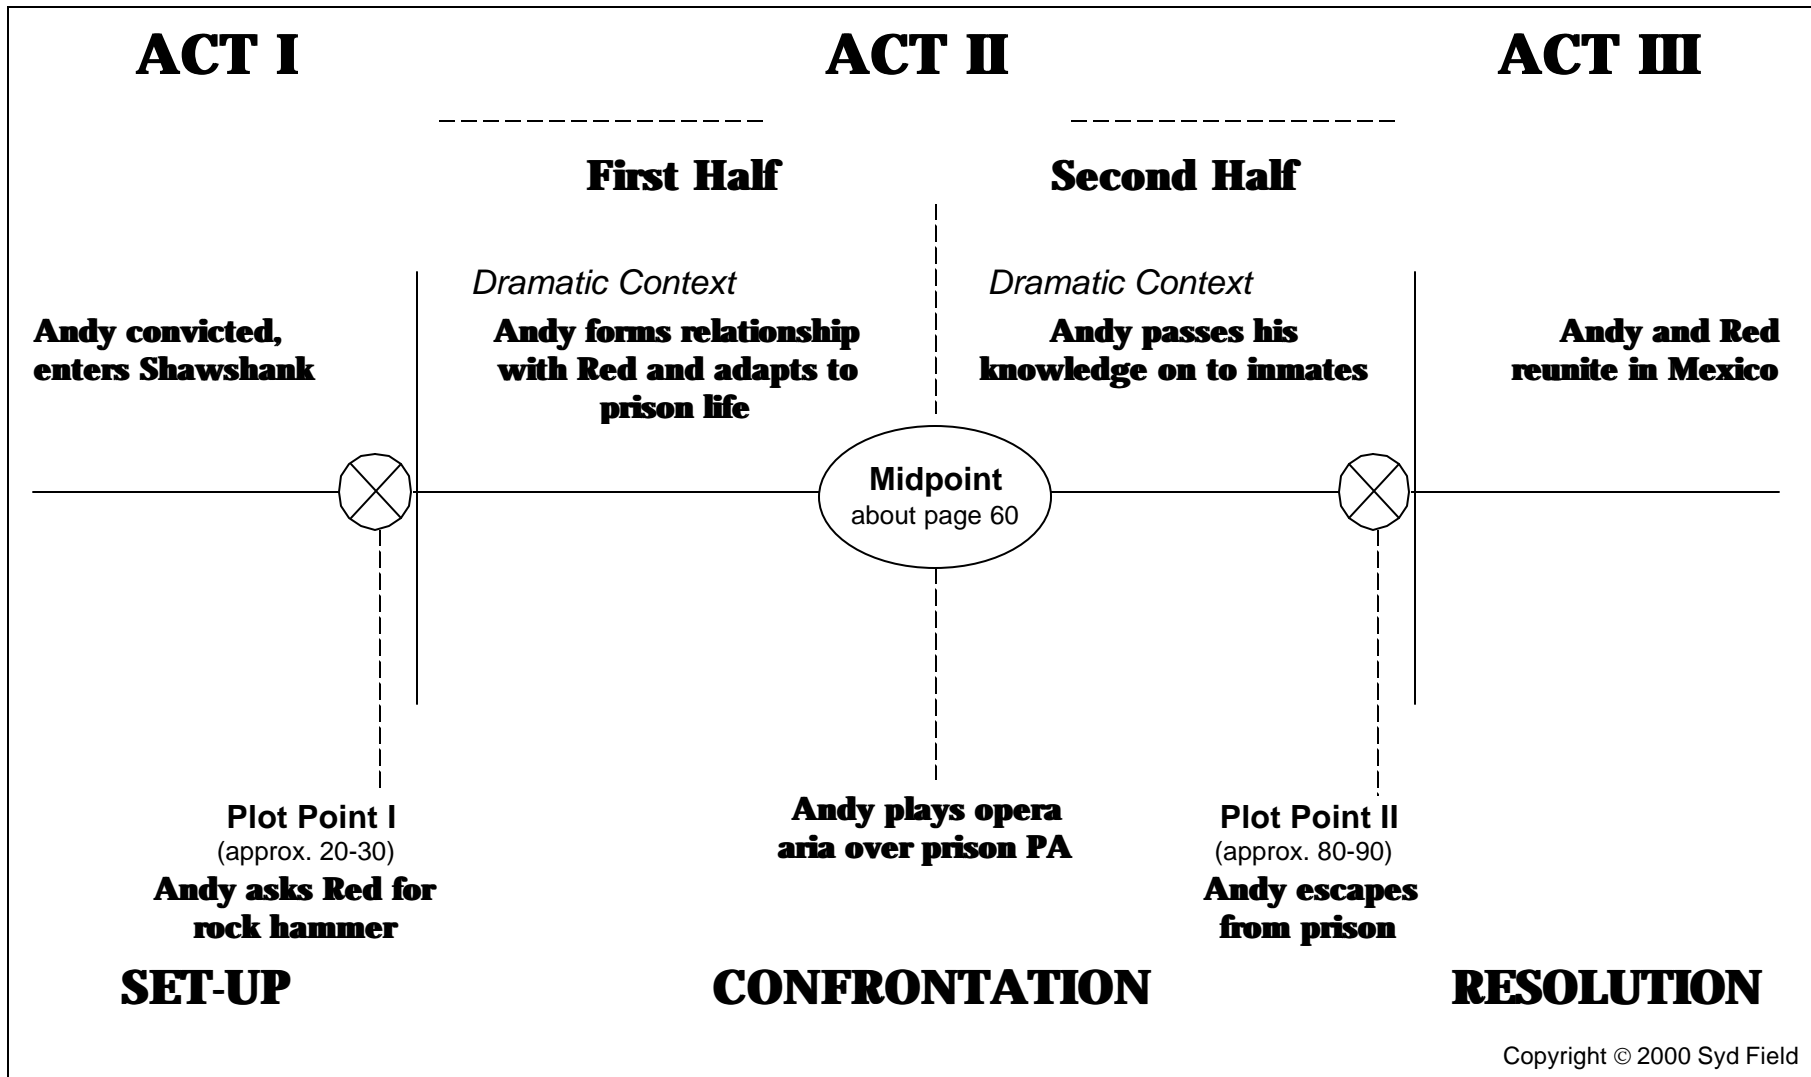 ACT I
ACT II
ACT III
First Half
Second Half
Dramatic Context
Dramatic Context
Andy convicted,
enters Shawshank
Andy forms relationship
with Red and adapts to
prison life
Andy passes his
knowledge on to inmates
Andy and Red
reunite in Mexico
Midpoint
about page 60
Plot Point I
(approx. 20-30)
Andy asks Red for
rock hammer
Andy plays opera
aria over prison PA
Plot Point II
(approx. 80-90)
Andy escapes
from prison
SET-UP
CONFRONTATION
RESOLUTION
Copyright © 2000 Syd Field